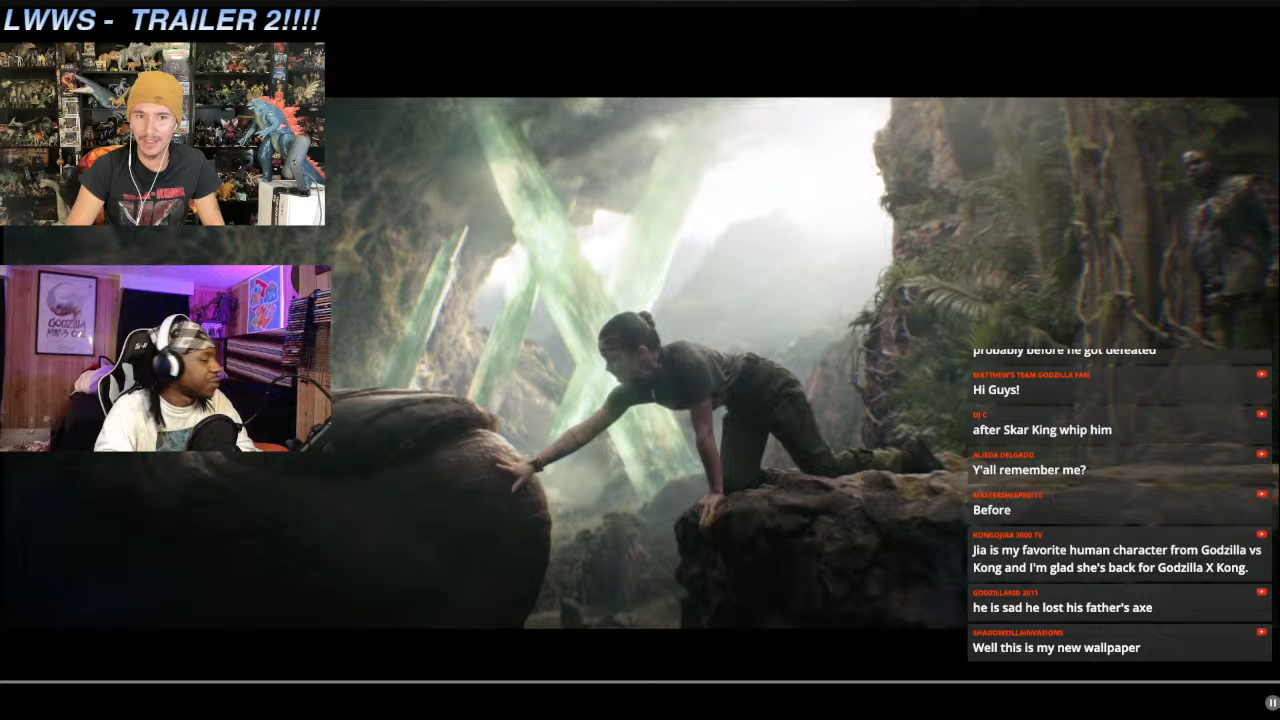 LWWS - TRAILER 2!!!!
GODZILLA
probably before he got defeated
MATTHEW'S TEAM GODZILLA FAN
Hi Guys!
DJ C
after Skar King whip him
ALIEDA DELGADO
Y'all remember me?
Before
KONGOJIRA 3000 TV
Jia is my favorite human character from Godzilla vs
Kong and I'm glad she's back for Godzilla X Kong.
GODZILLAKID 2011
he is sad he lost his father's axe
SHADOWZILLAINVASIONS
Well this is my new wallpaper